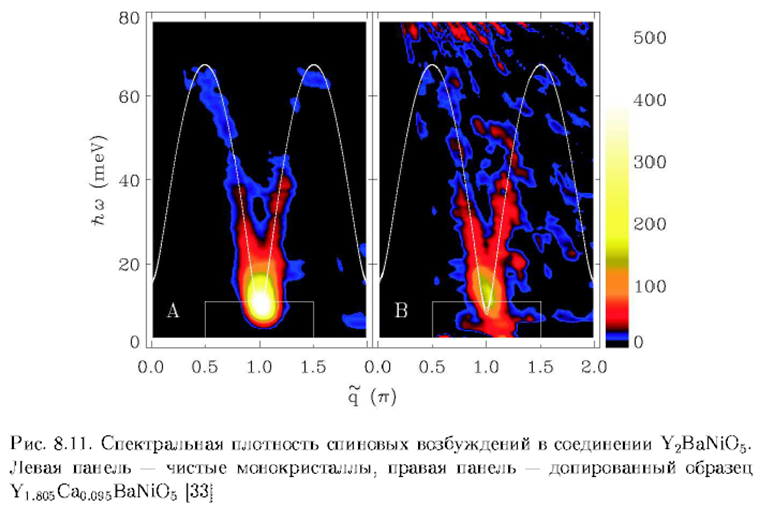 80
60
40
20
0
ħω (meV)
A
B
0.0 0.5 1.0 1.5 0.0 0.5 1.0 1.5 2.0
q̃ (π)
500
400
300
200
100
0
Рис. 8.11. Спектральная плотность спиновых возбуждений в соединении Y₂BaNiO₅.
Левая панель — чистые монокристаллы, правая панель — допированный образец
Y₁.₈₀₅Ca₀.₀₉₅BaNiO₅ [33]